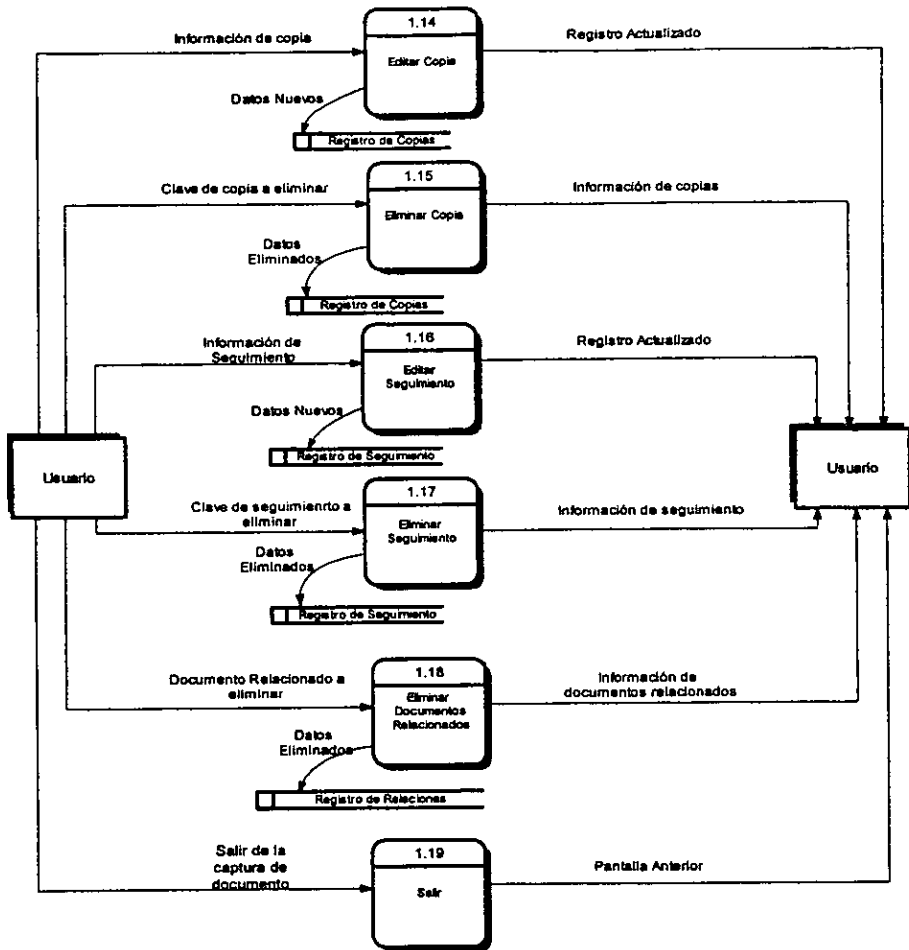 1.14
Información de copia
Registro Actualizado
Editar Copia
Datos Nuevos
Registro de Copias
1.15
Clave de copia a eliminar
Información de copias
Eliminar Copia
Datos
Eliminados
Registro de Copias
1.16
Información de
Seguimiento
Registro Actualizado
Editar
Seguimiento
Datos Nuevos
Registro de Seguimiento
Usuario
Usuario
1.17
Clave de seguimiento a
eliminar
Información de seguimiento
Eliminar
Seguimiento
Datos
Eliminados
Registro de Seguimiento
1.18
Documento Relacionado a
eliminar
Información de
documentos relacionados
Eliminar
Documentos
Relacionados
Datos
Eliminados
Registro de Relaciones
1.19
Salir de la
captura de
documento
Pantalla Anterior
Salir